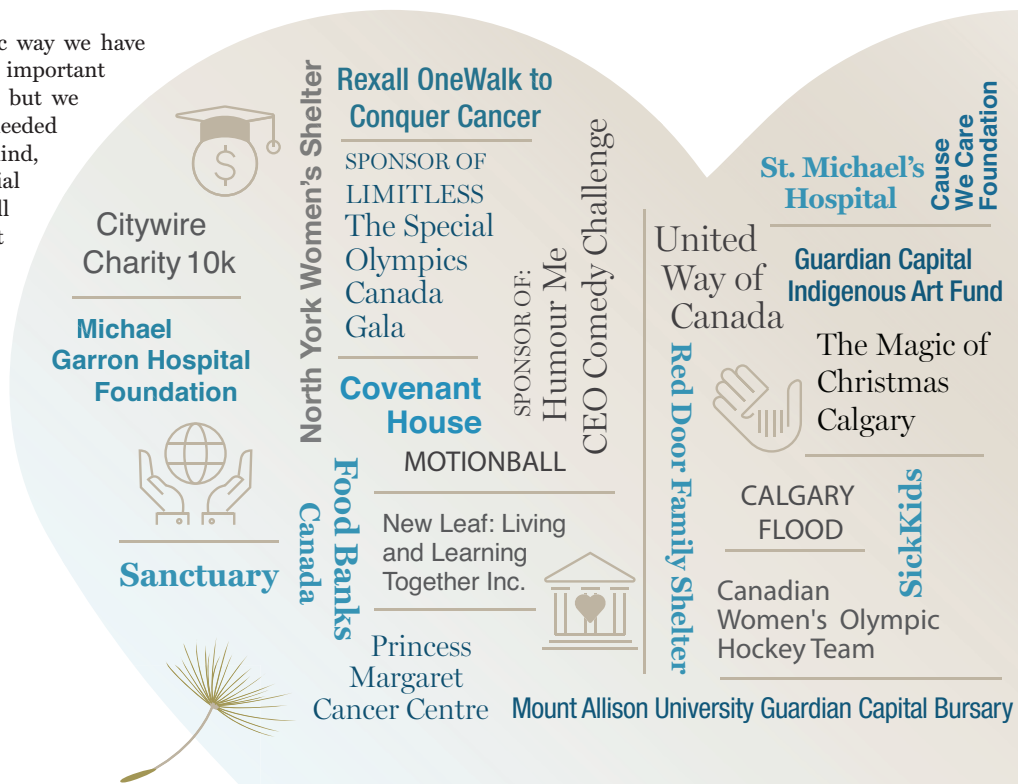 c way we have
important
but we
needed
ind,
ial
ll
t
Citywire
Charity 10k
Michael
Garron Hospital
Foundation
Sanctuary
North York Women's Shelter
Rexall OneWalk to
Conquer Cancer
SPONSOR OF
LIMITLESS
The Special
Olympics
Canada
Gala
Covenant
House
SPONSOR OF:
Humour Me
CEO Comedy Challenge
MOTIONBALL
Food Banks
Canada
New Leaf: Living
and Learning
Together Inc.
Princess
Margaret
Cancer Centre
St. Michael's
Hospital
Cause
We Care
Foundation
United
Way of
Canada
Guardian Capital
Indigenous Art Fund
Red Door Family Shelter
The Magic of
Christmas
Calgary
CALGARY
FLOOD
SickKids
Canadian
Women's Olympic
Hockey Team
Mount Allison University Guardian Capital Bursary